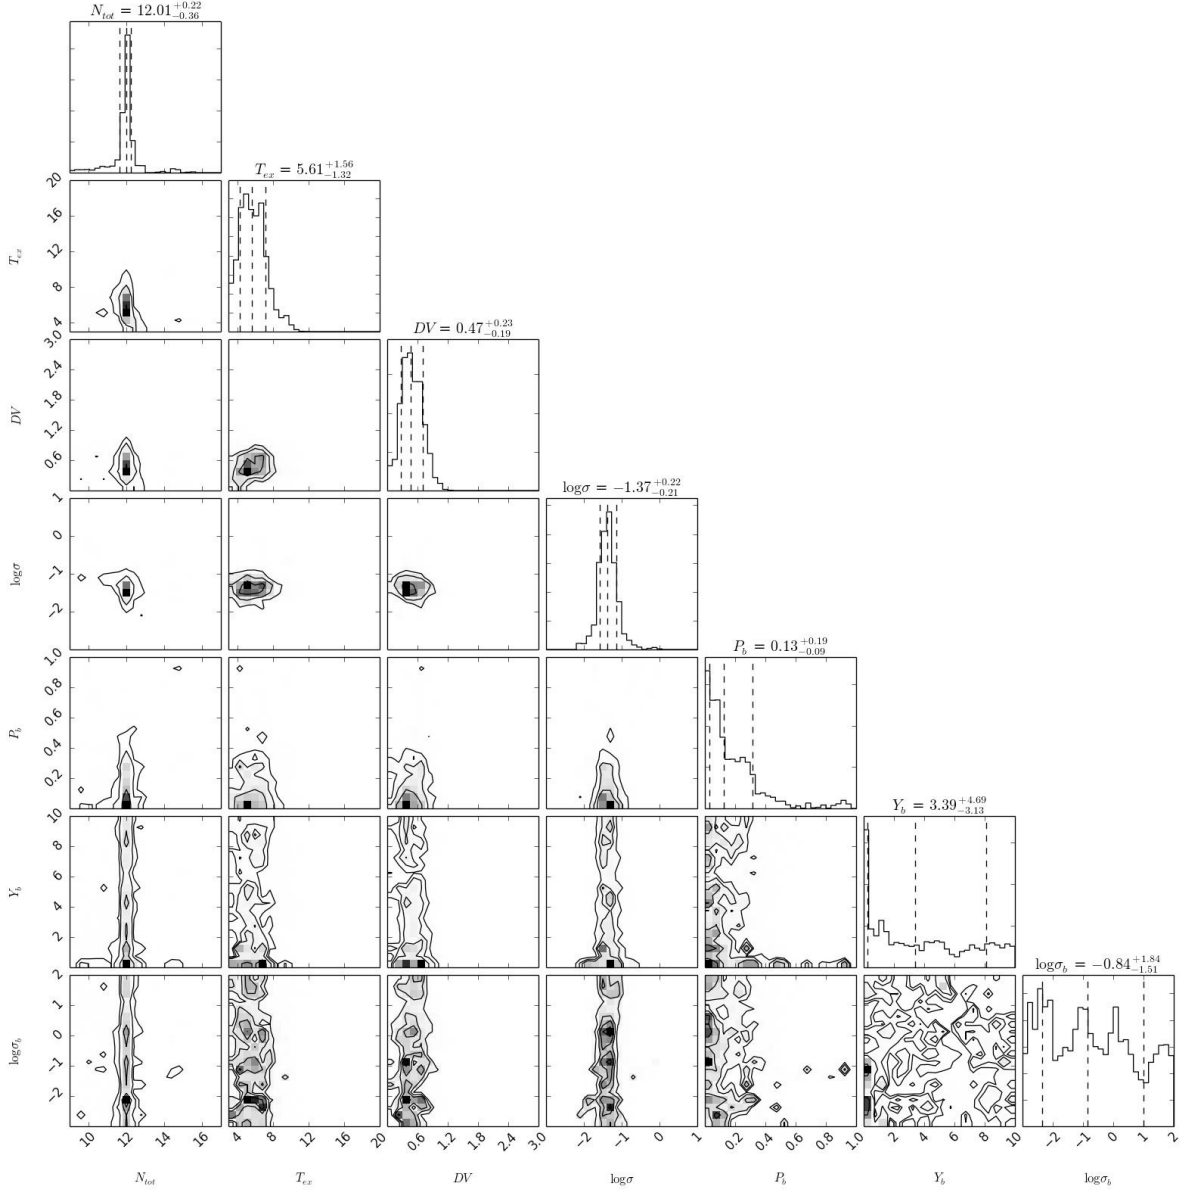 N_tot = 12.01 +0.22 −0.36
T_ex = 5.61 +1.56 −1.32
20
16
12
8
4
T_ex
DV = 0.47 +0.23 −0.19
3.0
2.4
1.8
1.2
0.6
DV
logσ = −1.37 +0.22 −0.21
1
0
−1
−2
logσ
P_b = 0.13 +0.19 −0.09
1.0
0.8
0.6
0.4
0.2
P_b
Y_b = 3.39 +4.69 −3.13
10
8
6
4
2
Y_b
logσ_b = −0.84 +1.84 −1.51
2
1
0
−1
−2
logσ_b
10 12 14 16
4 8 12 16 20
0.6 1.2 1.8 2.4 3.0
−2 −1 0 1
0.2 0.4 0.6 0.8 1.0
2 4 6 8 10
−2 −1 0 1 2
N_tot T_ex DV logσ P_b Y_b logσ_b